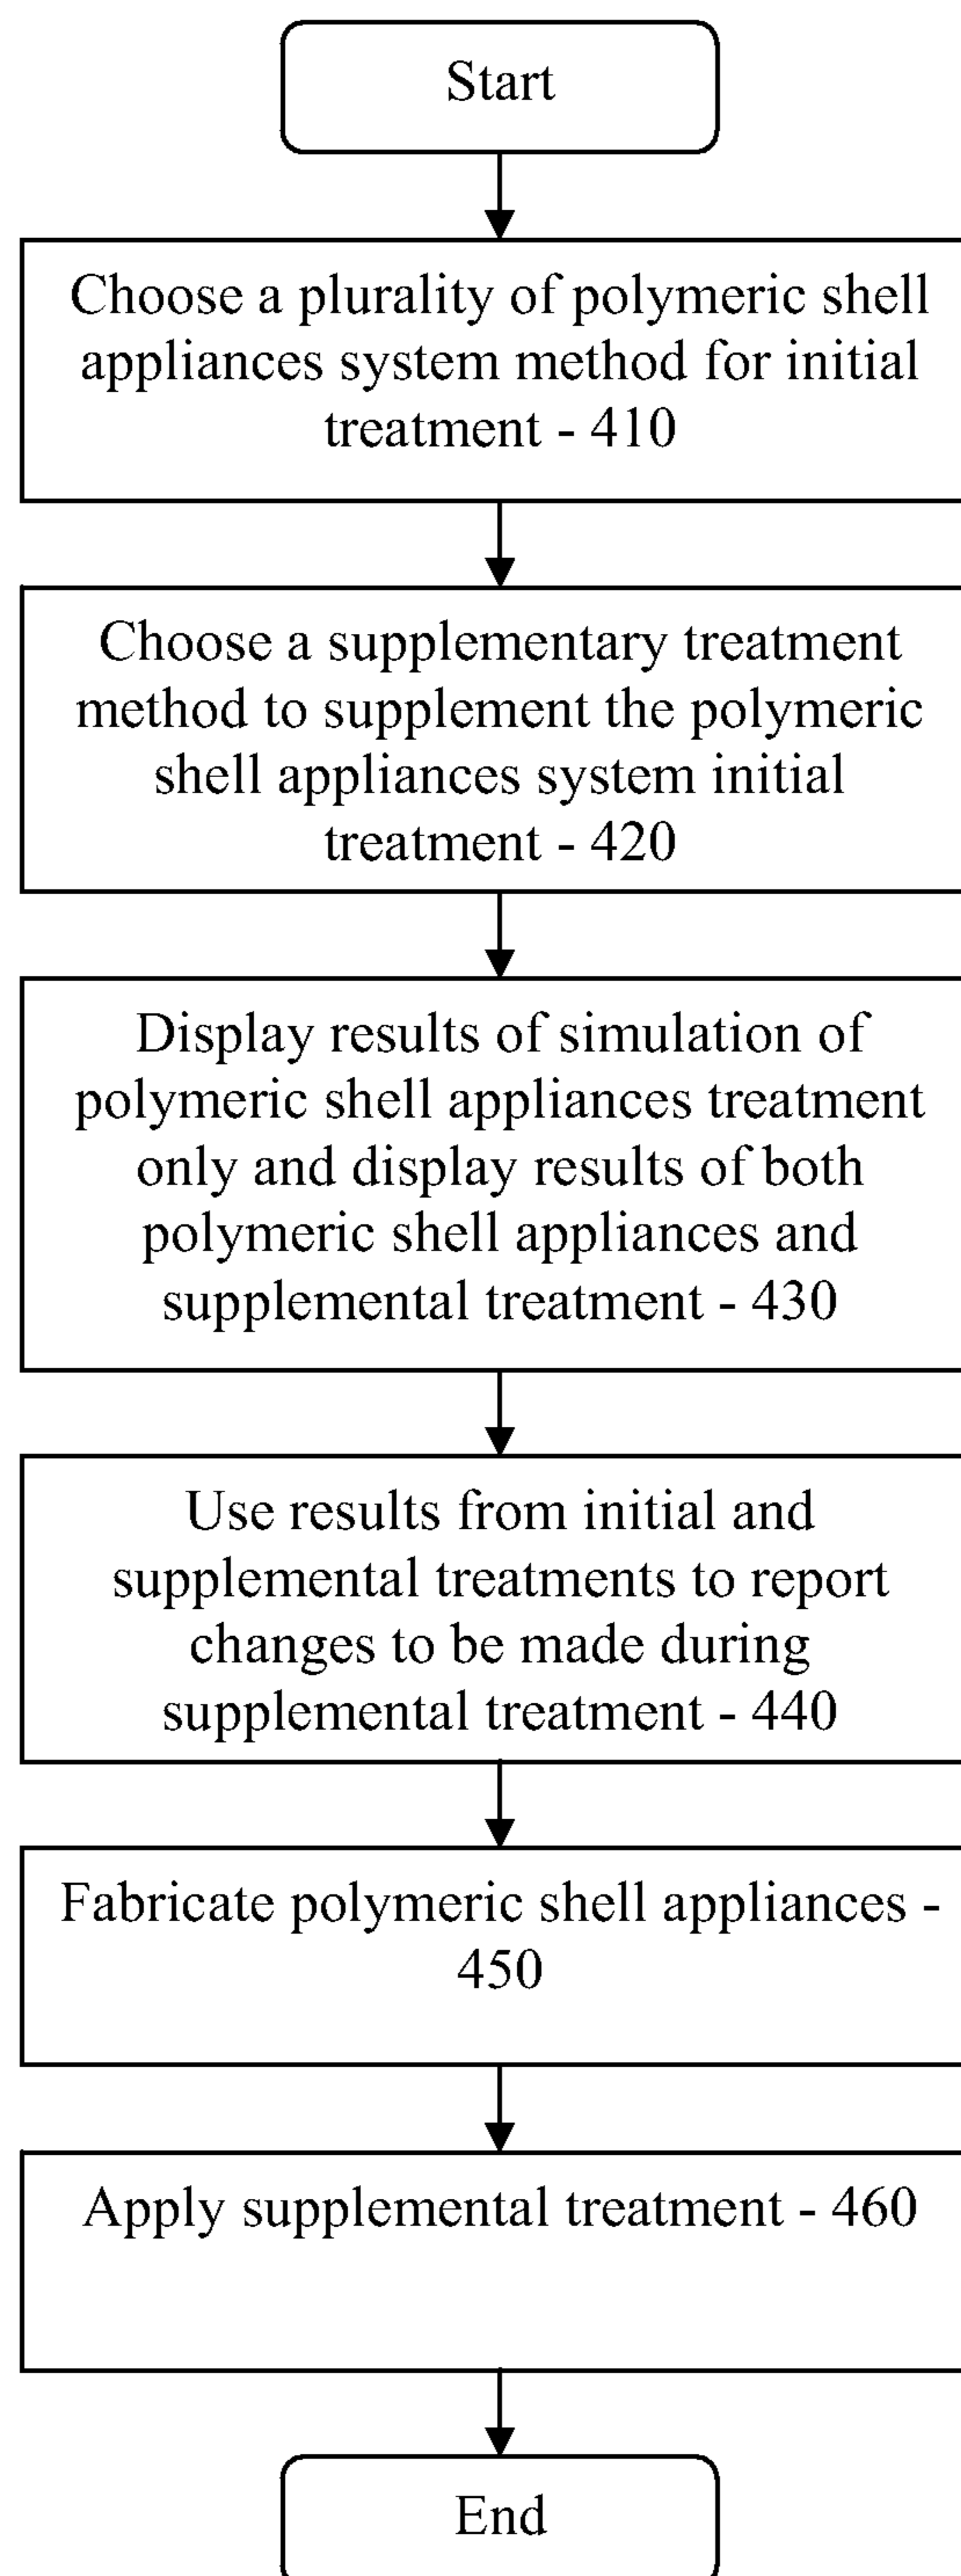 Start
Choose a plurality of polymeric shell
appliances system method for initial
treatment - 410
Choose a supplementary treatment
method to supplement the polymeric
shell appliances system initial
treatment - 420
Display results of simulation of
polymeric shell appliances treatment
only and display results of both
polymeric shell appliances and
supplemental treatment - 430
Use results from initial and
supplemental treatments to report
changes to be made during
supplemental treatment - 440
Fabricate polymeric shell appliances -
450
Apply supplemental treatment - 460
End